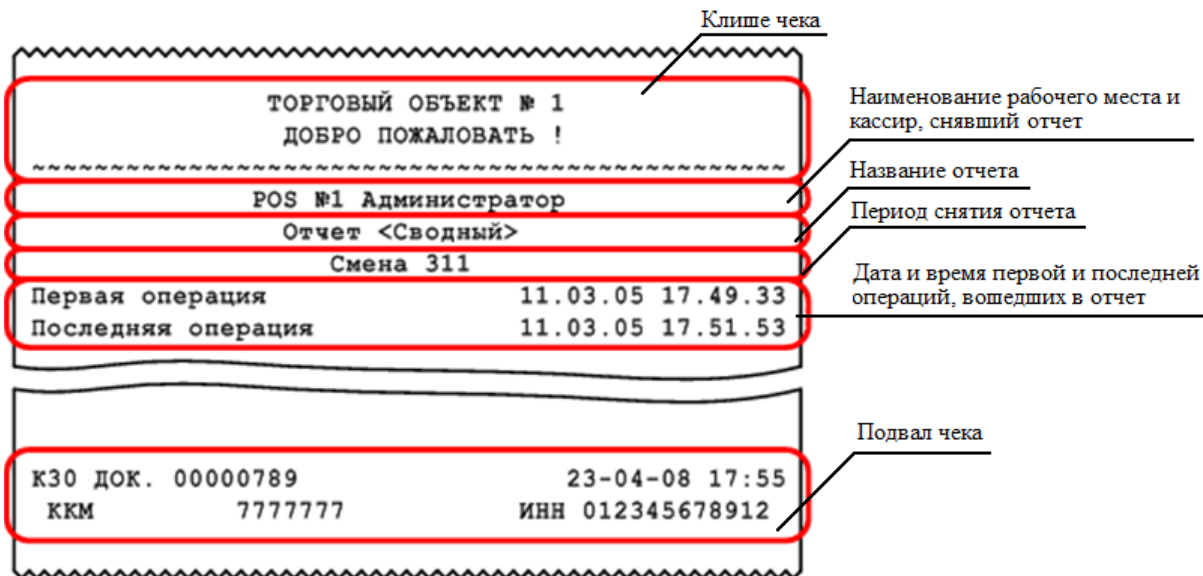 Клише чека
ТОРГОВЫЙ ОБЪЕКТ № 1
ДОБРО ПОЖАЛОВАТЬ !
~~~~~~~~~~~~~~~~~~~~~~~~~~~~~~~~~~~~~~~~~~~~~~~~
Наименование рабочего места и
кассир, снявший отчет
POS №1 Администратор
Название отчета
Отчет <Сводный>
Период снятия отчета
Смена 311
Дата и время первой и последней
операций, вошедших в отчет
Первая операция 11.03.05 17.49.33
Последняя операция 11.03.05 17.51.53
Подвал чека
К30 ДОК. 00000789 23-04-08 17:55
ККМ 7777777 ИНН 012345678912